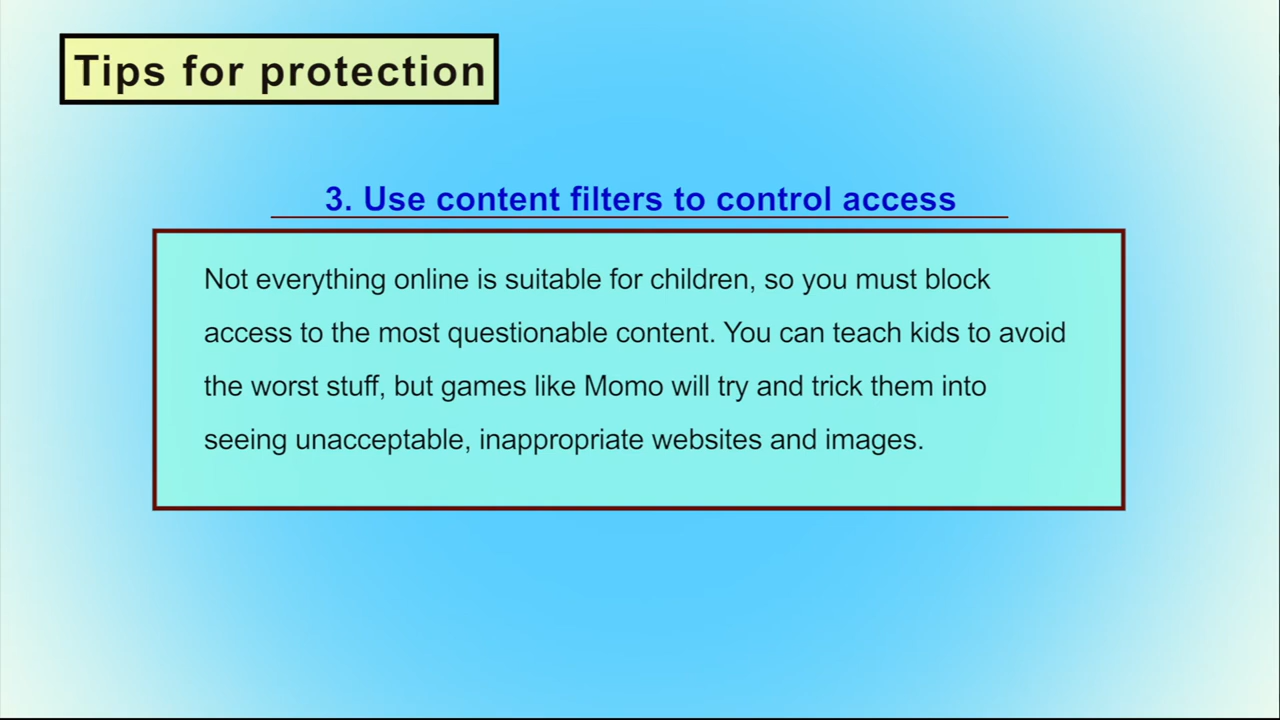 Tips for protection
3. Use content filters to control access
Not everything online is suitable for children, so you must block
access to the most questionable content. You can teach kids to avoid
the worst stuff, but games like Momo will try and trick them into
seeing unacceptable, inappropriate websites and images.